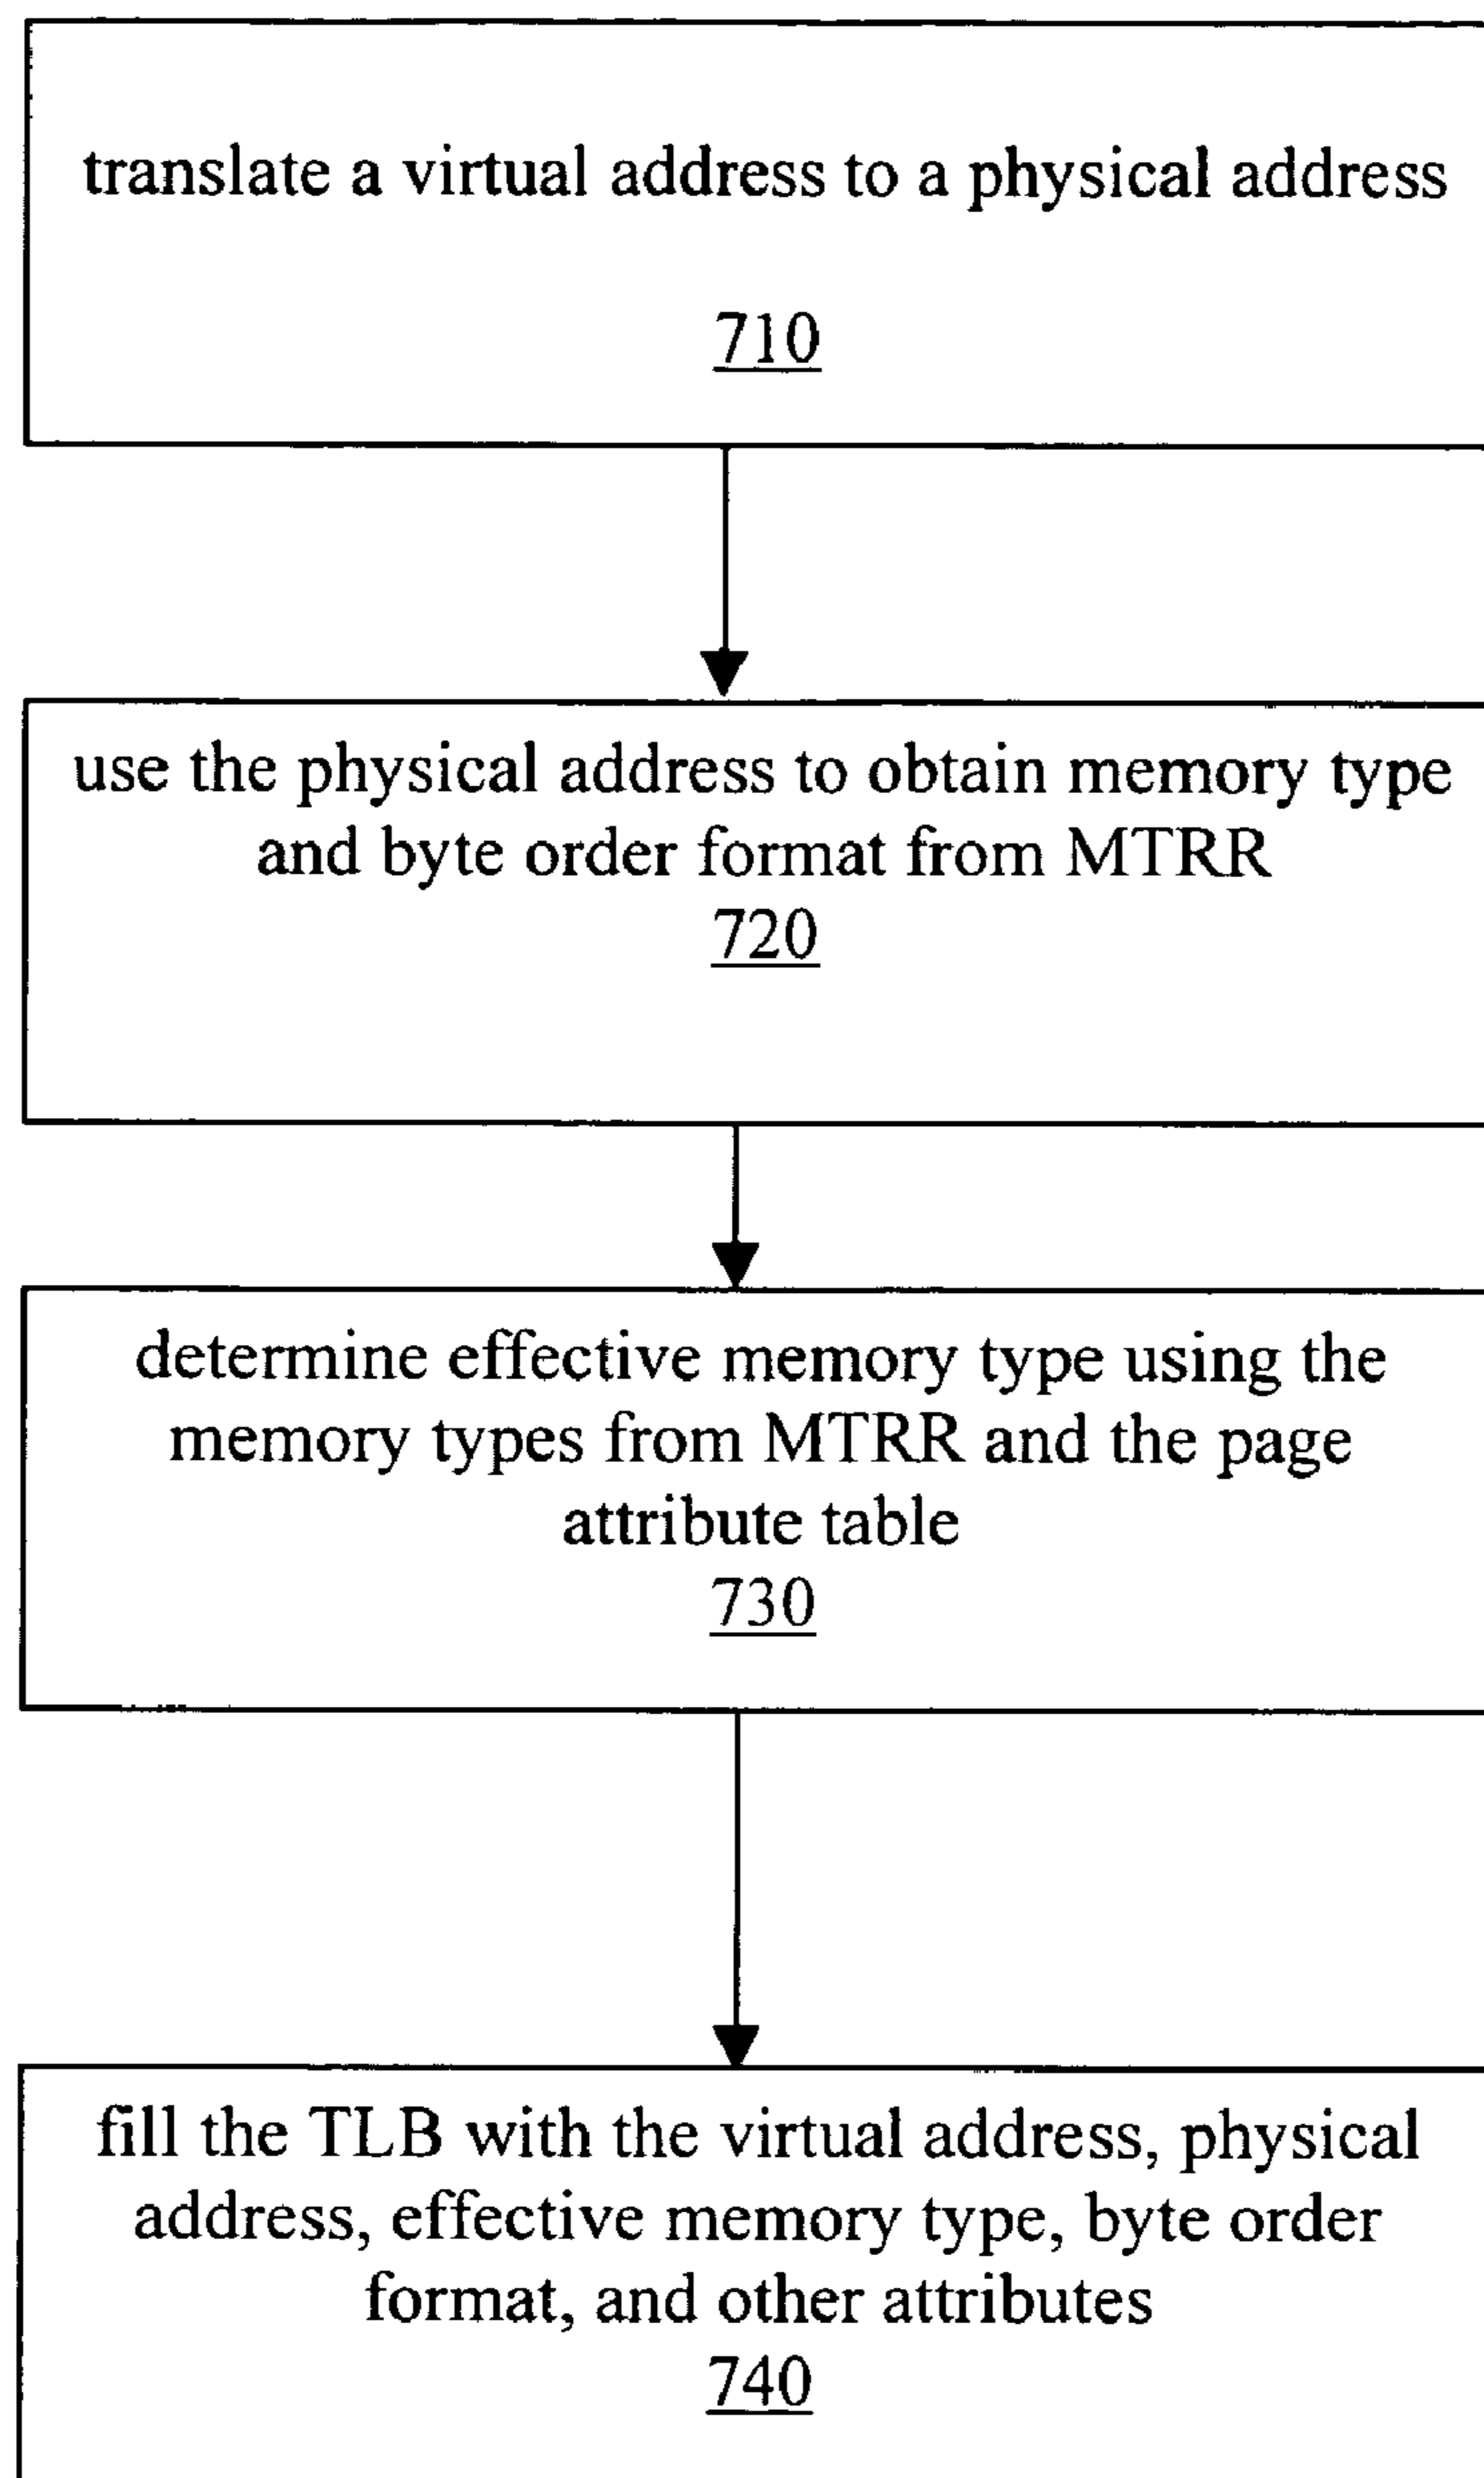 translate a virtual address to a physical address
710
use the physical address to obtain memory type
and byte order format from MTRR
720
determine effective memory type using the
memory types from MTRR and the page
attribute table
730
fill the TLB with the virtual address, physical
address, effective memory type, byte order
format, and other attributes
740